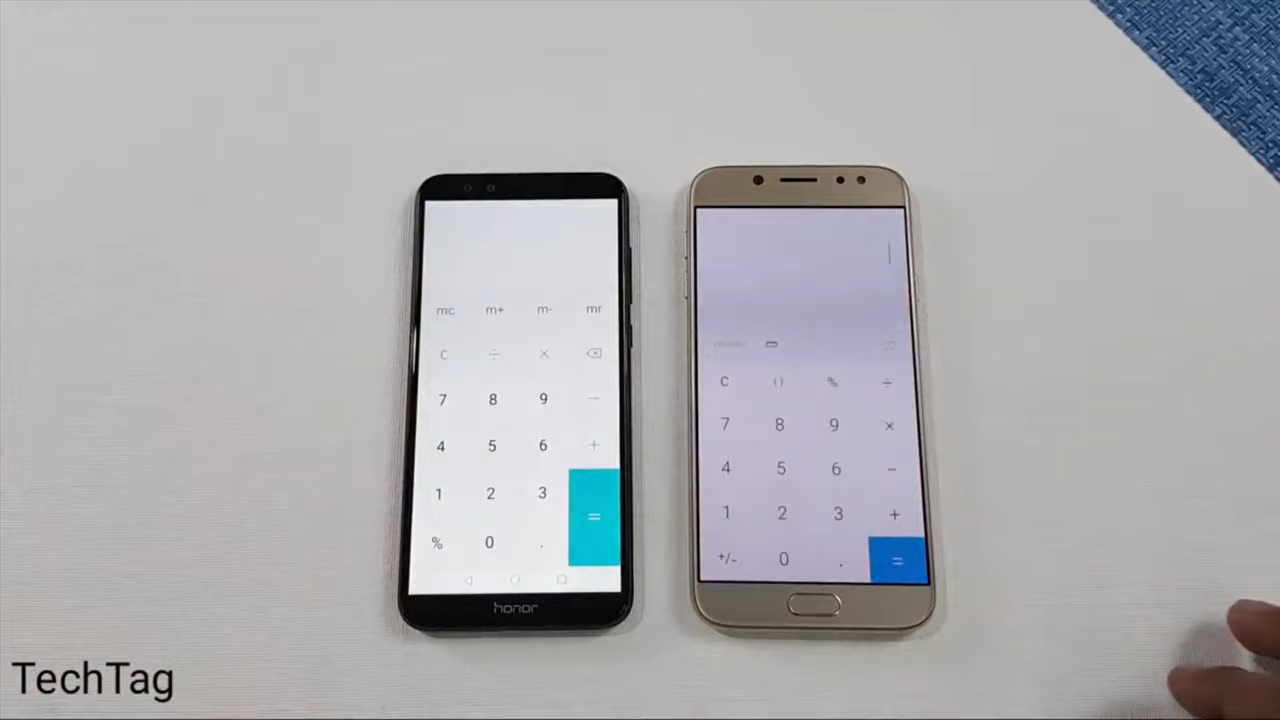 mc m+ m- mr
C ÷ ×
7 8 9 −
4 5 6 +
1 2 3
=
% 0 .
honor
C ( ) % ÷
7 8 9 ×
4 5 6 −
1 2 3 +
+/- 0 . =
TechTag